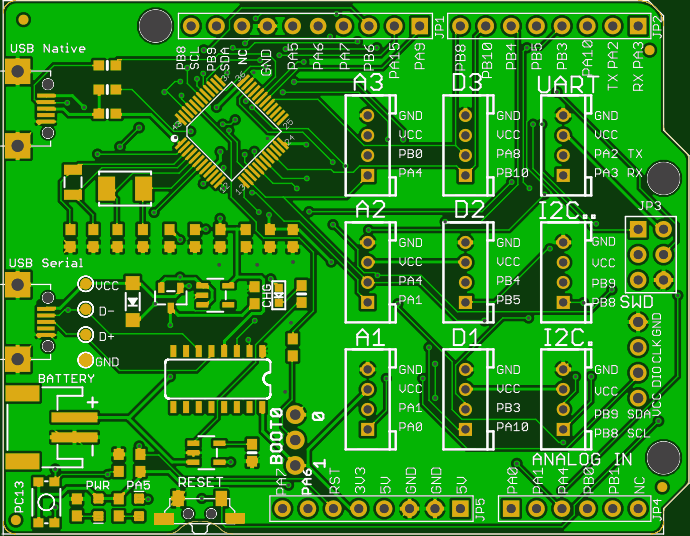 USB Native
PB8
SCL
PB9
SDA
NC
GND
PA5
PA6
PA7
PB6
PA15
PA9
JP1
PB8
PB10
PB4
PB5
PB3
PA10
PA2
TX
PA3
RX
JP2
A3
GND
VCC
PB0
PA4
D3
GND
VCC
PA8
PB10
UART
GND
VCC
PA2 TX
PA3 RX
A2
GND
VCC
PA4
PA1
D2
GND
VCC
PB4
PB5
I2C..
GND
VCC
PB9
PB8
JP3
SWD
GND
CLK
DIO
VCC
USB Serial
VCC
D-
D+
GND
CHG
BATTERY
+
A1
GND
VCC
PA1
PA0
D1
GND
VCC
PB3
PA10
I2C.
GND
VCC
PB9 SDA
PB8 SCL
BOOT0
0
1
PC13
PWR
PA5
RESET
PA7
PA6
RST
3V3
5V
GND
GND
5V
JP5
ANALOG IN
PA0
PA1
PA4
PB0
PB1
NC
JP4